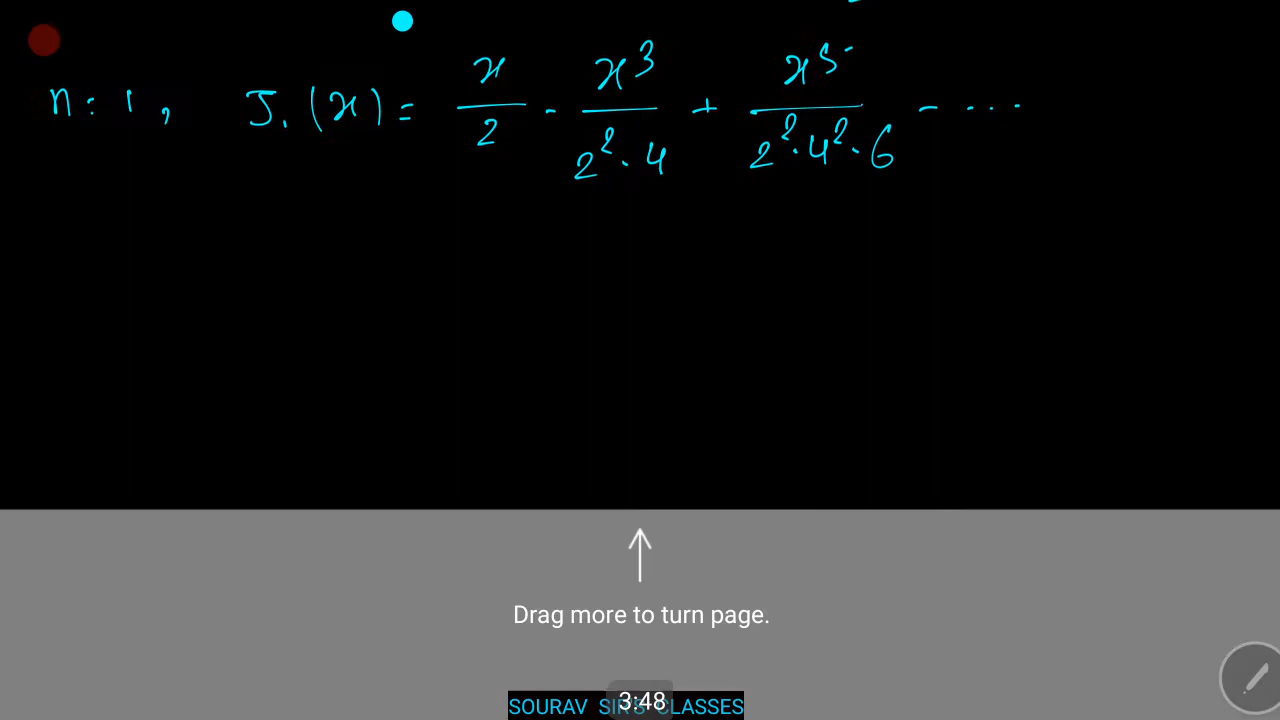 n = 1, J₁(x) = x/2 - x³/(2²·4) + x⁵/(2²·4²·6) - ...
Drag more to turn page.
3:48
SOURAV SIR'S CLASSES